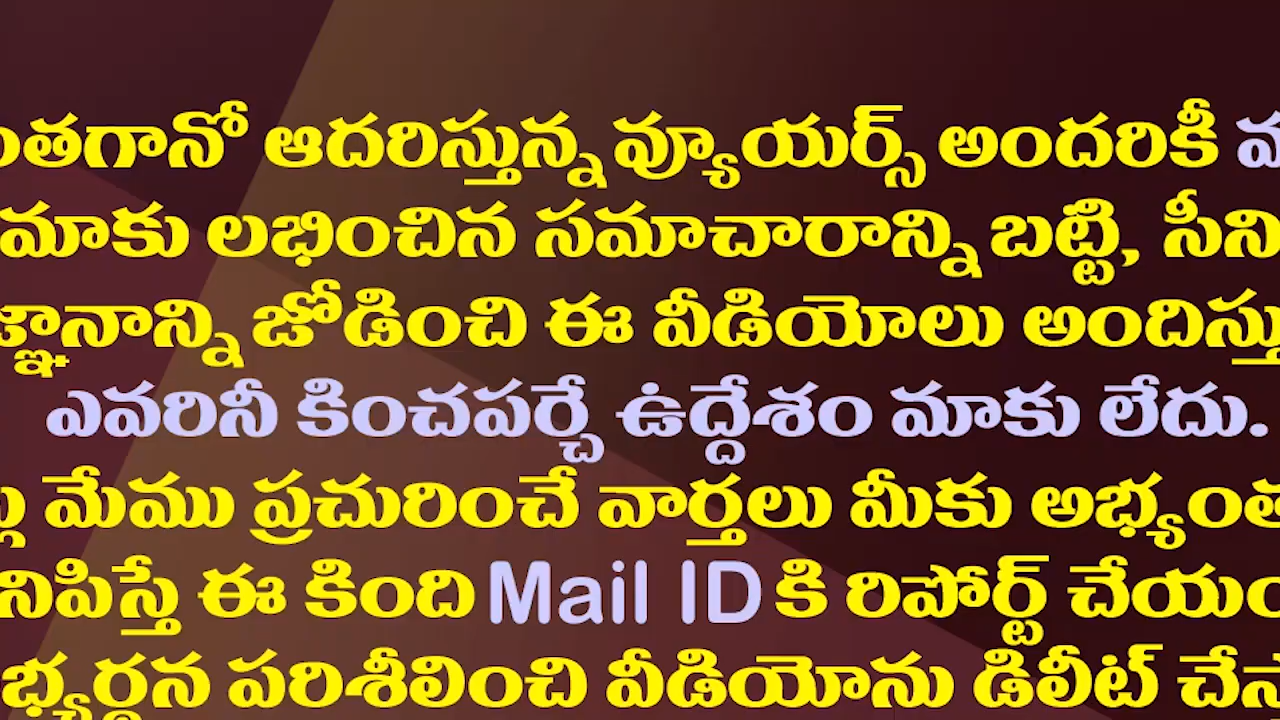 ంతగానో ఆదరిస్తున్న వ్యూయర్స్ అందరికీ
మాకు లభించిన సమాచారాన్ని బట్టి, సీని
జ్ఞానాన్ని జోడించి ఈ వీడియోలు అందిస్తు
ఎవరినీ కించపర్చే ఉద్దేశం మాకు లేదు.
మేము ప్రచురించే వార్తలు మీకు అభ్యంత
నిపిస్తే ఈ కింది Mail ID కి రిపోర్ట్ చేయం
భ్యర్థన పరిశీలించి వీడియోను డిలీట్ చేస